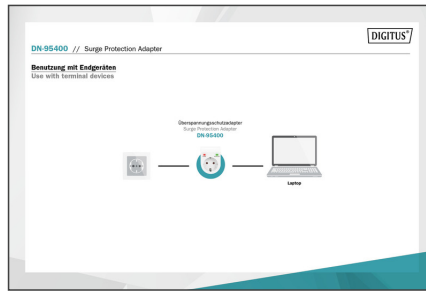 DIGITUS®
DN-95400 // Surge Protection Adapter
Benutzung mit Endgeräten
Use with terminal devices
Überspannungsschutzadapter
Surge Protection Adapter
DN-95400
Laptop